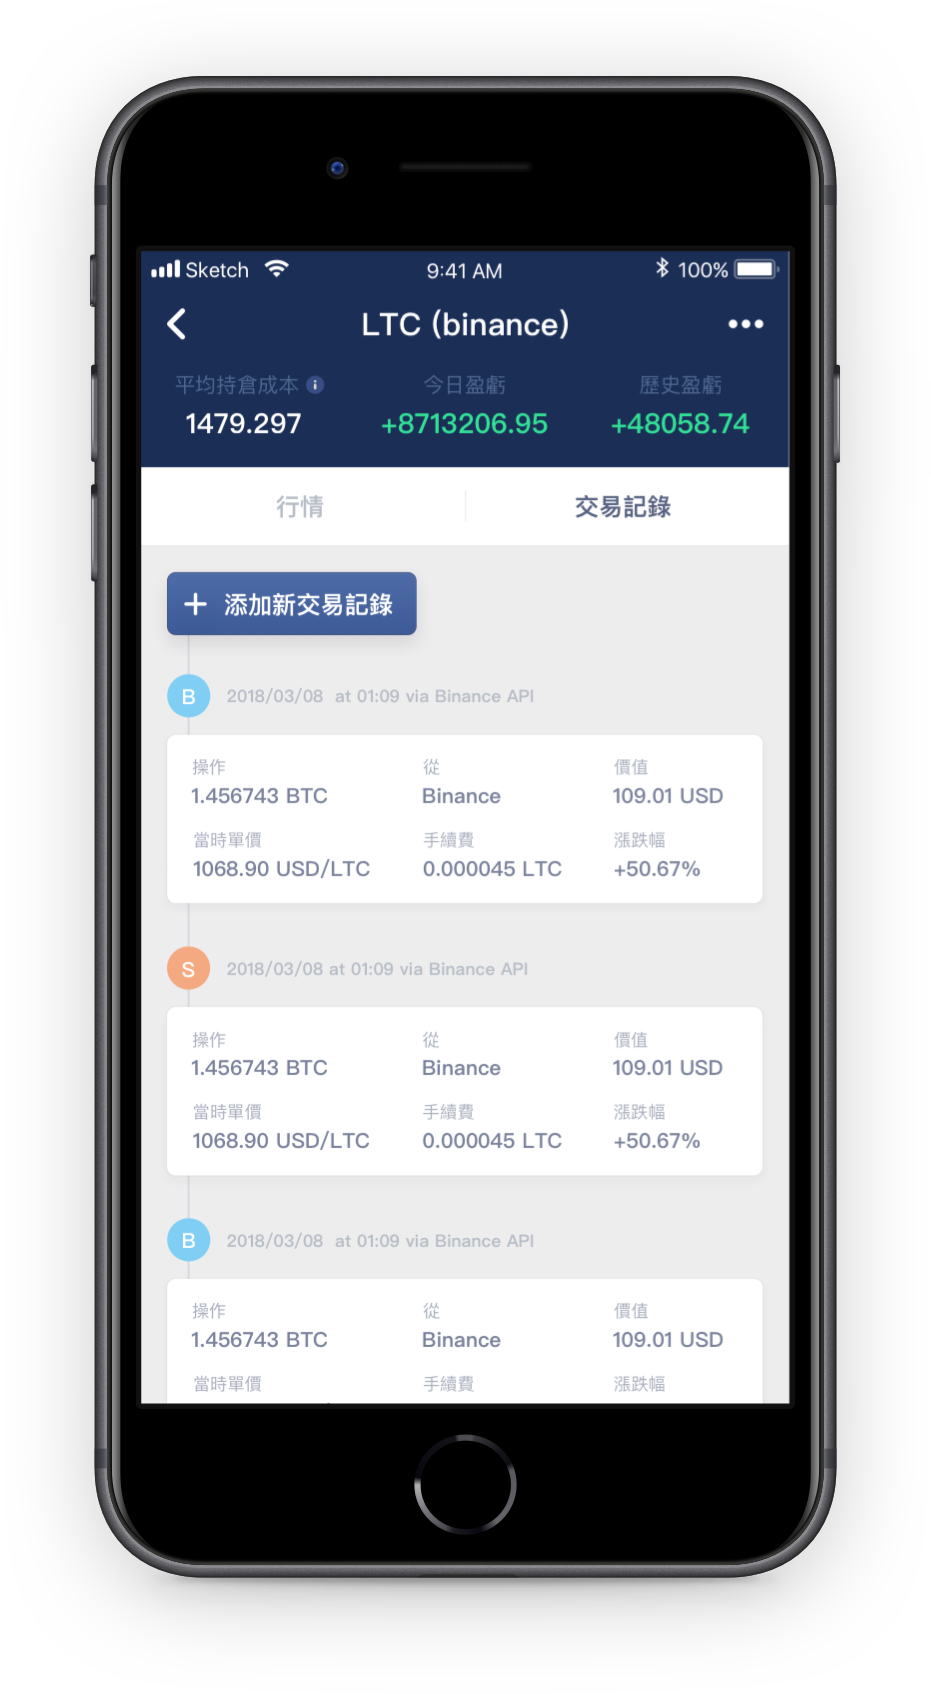 Sketch 9:41 AM 100%
LTC (binance)
平均持倉成本 今日盈虧 歷史盈虧
1479.297 +8713206.95 +48058.74
行情 交易記錄
添加新交易記錄
B 2018/03/08 at 01:09 via Binance API
操作 從 價值
1.456743 BTC Binance 109.01 USD
當時單價 手續費 漲跌幅
1068.90 USD/LTC 0.000045 LTC +50.67%
S 2018/03/08 at 01:09 via Binance API
操作 從 價值
1.456743 BTC Binance 109.01 USD
當時單價 手續費 漲跌幅
1068.90 USD/LTC 0.000045 LTC +50.67%
B 2018/03/08 at 01:09 via Binance API
操作 從 價值
1.456743 BTC Binance 109.01 USD
當時單價 手續費 漲跌幅